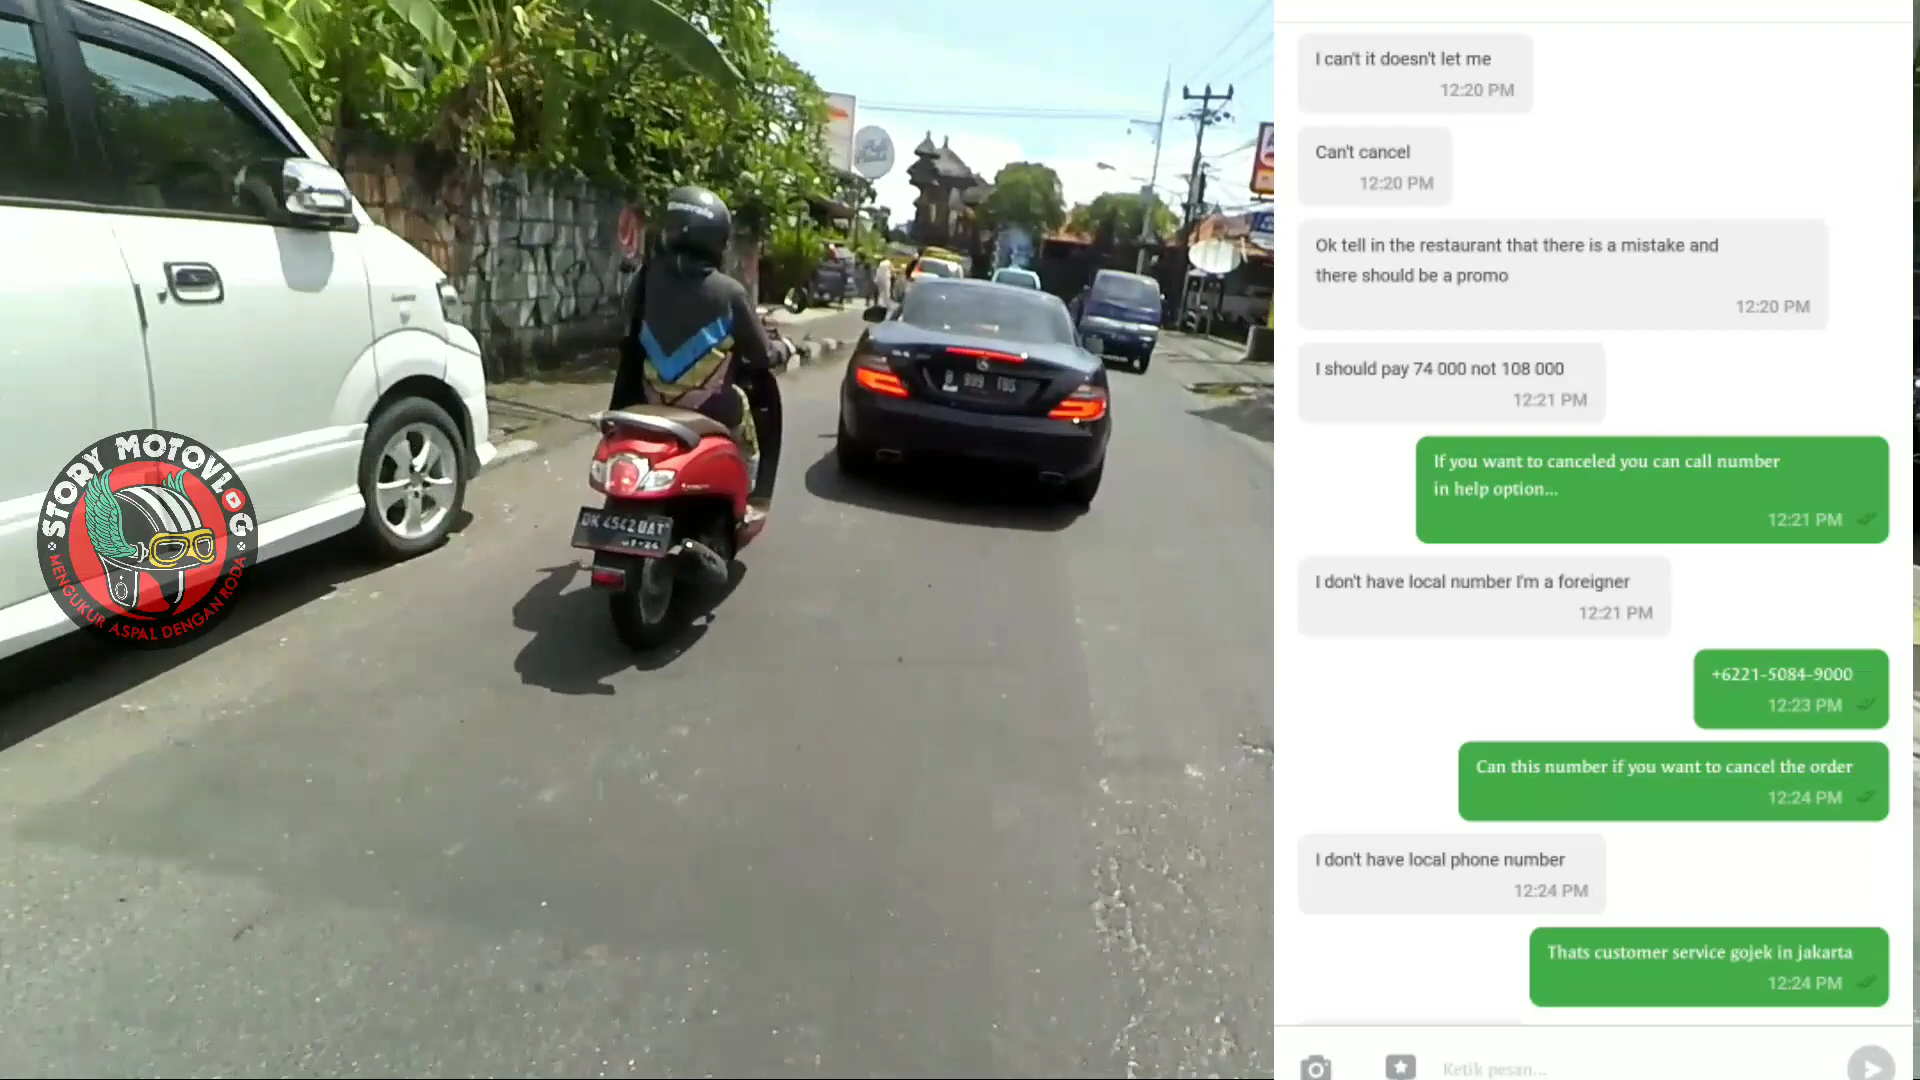 STORY MOTOVLOG
MENGUKUR ASPAL DENGAN RODA
DK 4542
I can't it doesn't let me
12:20 PM
Can't cancel
12:20 PM
Ok tell in the restaurant that there is a mistake and
there should be a promo
12:20 PM
I should pay 74 000 not 108 000
12:21 PM
If you want to canceled you can call number
in help option...
12:21 PM
I don't have local number I'm a foreigner
12:21 PM
+6221-5084-9000
12:23 PM
Can this number if you want to cancel the order
12:24 PM
I don't have local phone number
12:24 PM
Thats customer service gojek in jakarta
12:24 PM
Ketik pesan...